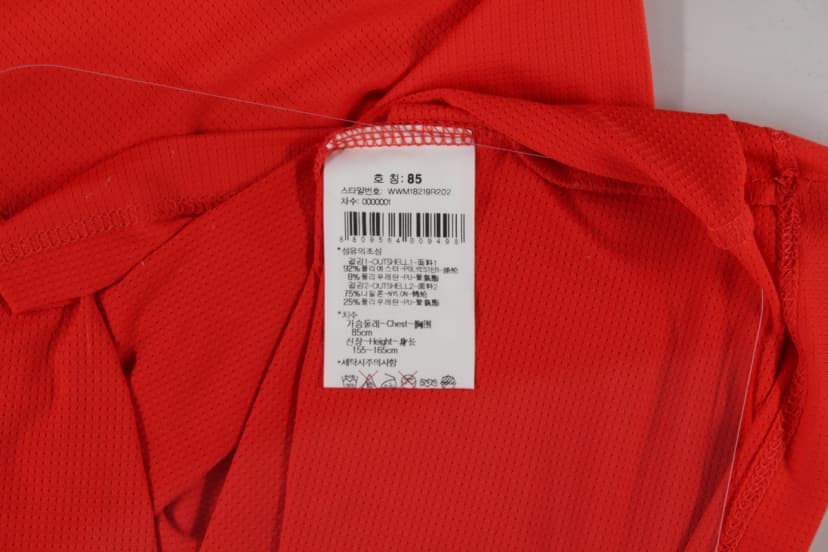 호 칭: 85
스타일번호: WWM18219R202
차수: 0000001
8 809564 009498
*섬유의조성
겉감1-OUTSHELL1-面料1
92%폴리에스터-POLYESTER-涤纶
8%폴리우레탄-PU-聚氨酯
겉감2-OUTSHELL2-面料2
75%나일론-NYLON-锦纶
25%폴리우레탄-PU-聚氨酯
*치수
가슴둘레-Chest-胸围
85cm
신장-Height-身长
155-165cm
*세탁시주의사항